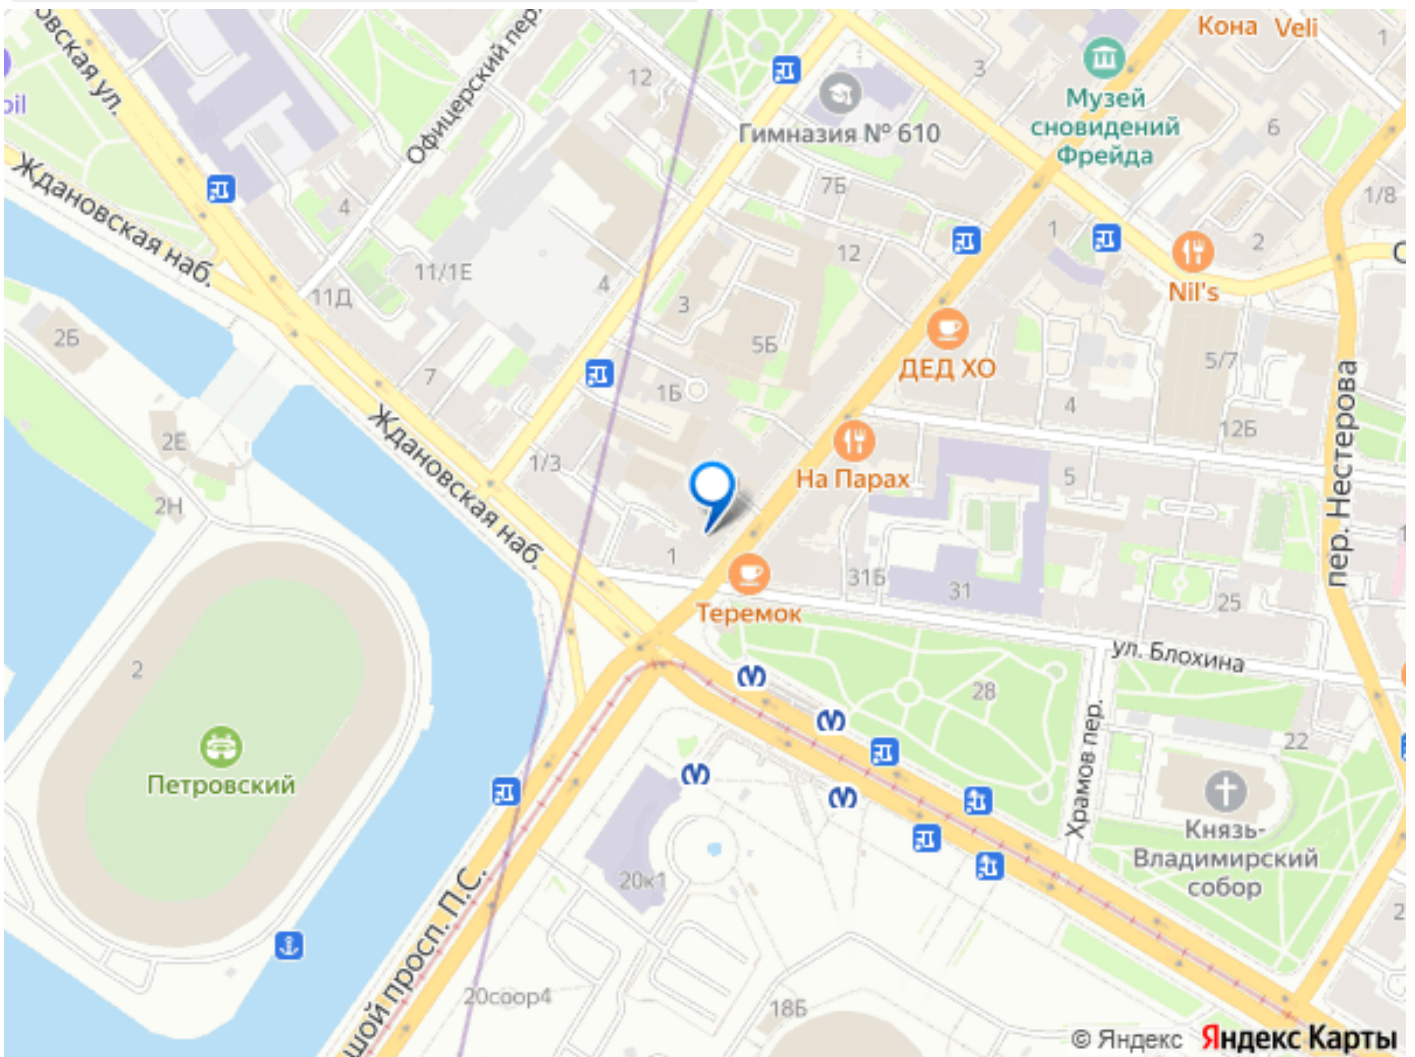 Кона
Veli
1
3
Музей
сновидений
Фрейда
6
12
Гимназия № 610
Офицерский пер.
овская ул.
oil
Ждановская наб.
4
7Б
12
1
2
1/8
Nil's
11/1Е
11Д
4
3
5Б
ДЕД ХО
5/7
2Б
7
1Б
4
12Б
пер. Нестерова
Ждановская наб.
2Е
1/3
На Парах
5
2Н
1
31Б
31
25
Теремок
ул. Блохина
2
28
22
Храмов пер.
Петровский
Князь-
Владимирский
собор
20к1
шой просп. П.С.
20соор4
18Б
2
© Яндекс Яндекс Карты